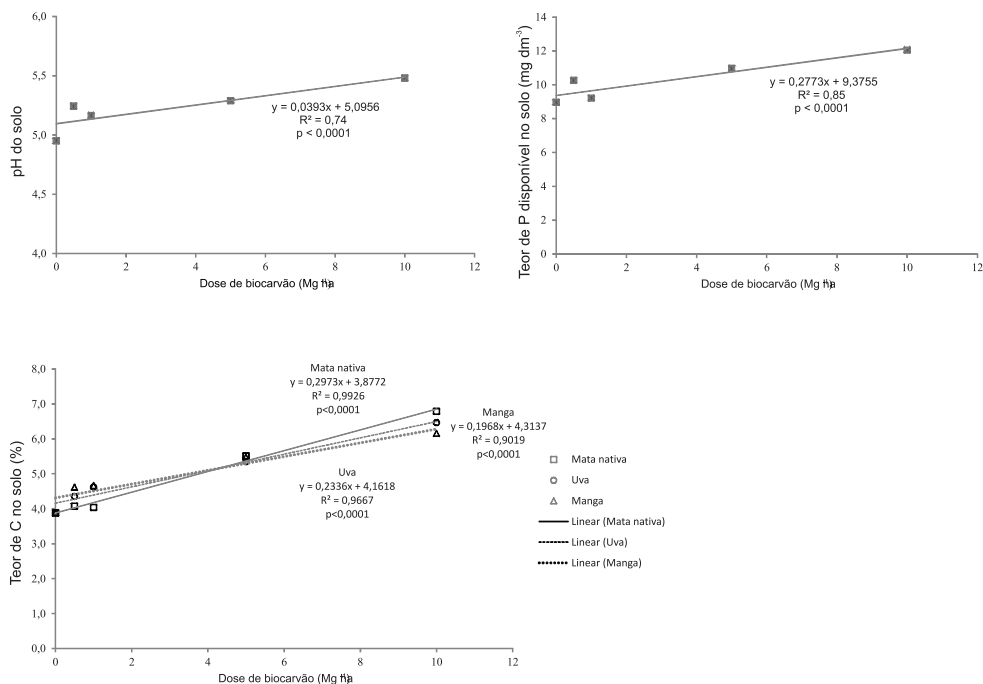 pH do solo
6,0
5,5
5,0
4,5
4,0
0
2
4
6
8
10
12
y = 0,0393x + 5,0956
R² = 0,74
p < 0,0001
Dose de biocarvão (Mg
Teor de P disponível no solo (mg dm⁻³)
14
12
10
8
6
4
2
0
0
2
4
6
8
10
12
y = 0,2773x + 9,3755
R² = 0,85
p < 0,0001
Dose de biocarvão (Mg
Teor de C no solo (%)
8,0
7,0
6,0
5,0
4,0
3,0
2,0
1,0
0,0
0
2
4
6
8
10
12
Mata nativa
y = 0,2973x + 3,8772
R² = 0,9926
p<0,0001
Manga
y = 0,1968x + 4,3137
R² = 0,9019
p<0,0001
Uva
y = 0,2336x + 4,1618
R² = 0,9667
p<0,0001
Mata nativa
Uva
Manga
Linear (Mata nativa)
Linear (Uva)
Linear (Manga)
Dose de biocarvão (Mg